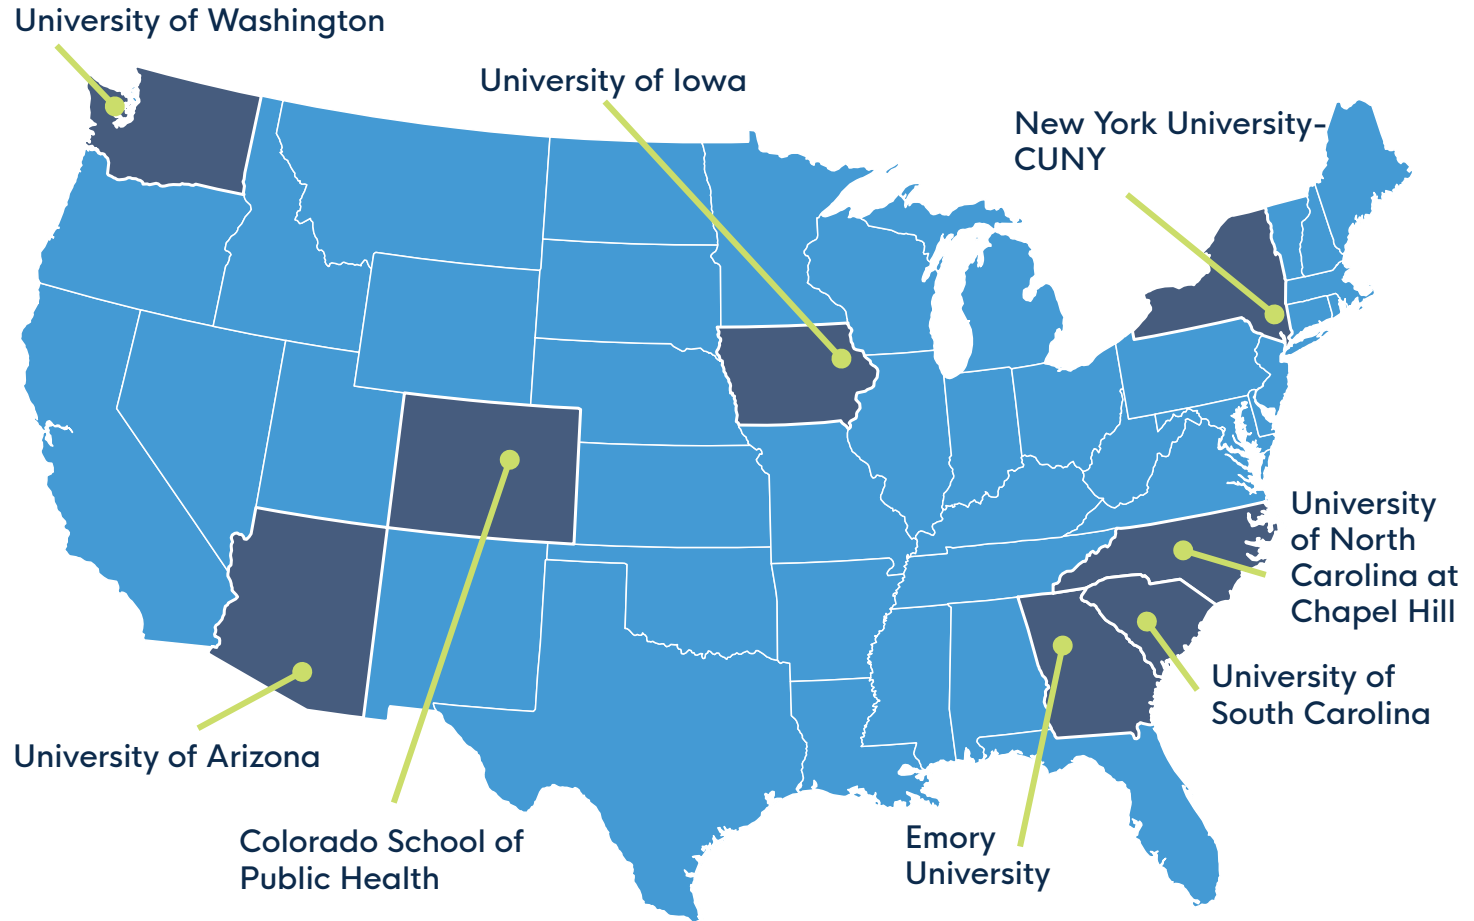 University of Washington
University of Iowa
New York University-
CUNY
University
of North
Carolina at
Chapel Hill
University of
South Carolina
University of Arizona
Colorado School of
Public Health
Emory
University